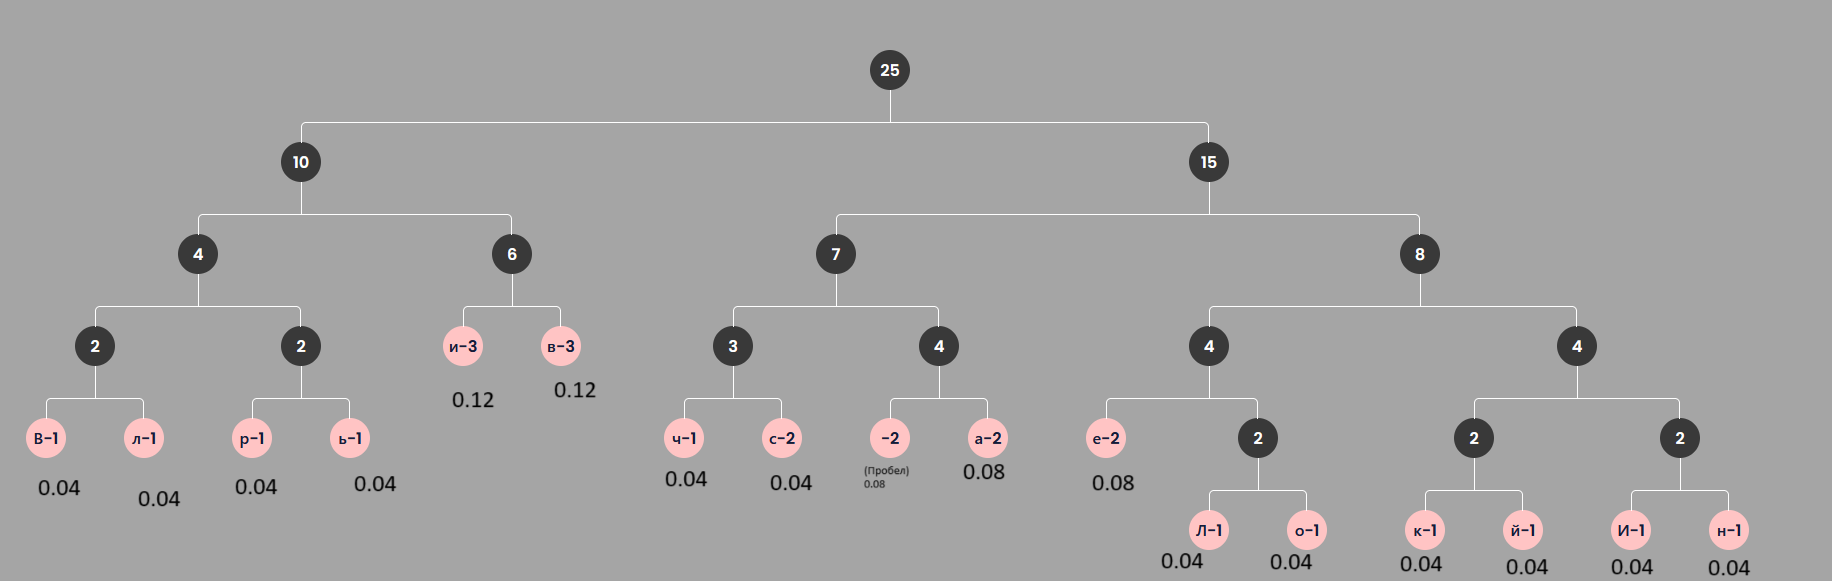 25
10 15
4 6 7 8
2 2 и-3 в-3 3 4 4 4
0.12 0.12
В-1 л-1 р-1 ь-1 ч-1 с-2 -2 а-2 е-2 2 2 2
(Пробел)
0.04 0.04 0.04 0.04 0.04 0.04 0.08 0.08 0.08
Л-1 о-1 к-1 й-1 И-1 н-1
0.04 0.04 0.04 0.04 0.04 0.04